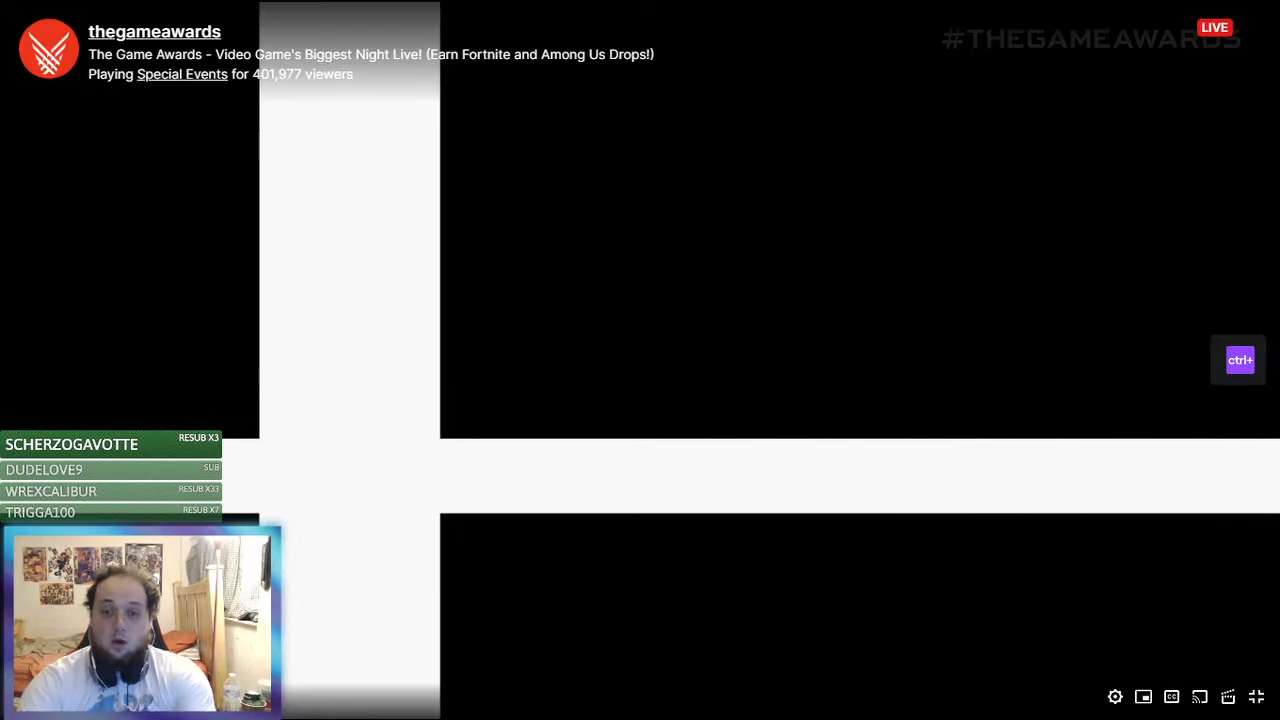 thegameawards
The Game Awards - Video Game's Biggest Night Live! (Earn Fortnite and Among Us Drops!)
Playing Special Events for 401,977 viewers
#THEGAMEAWARDS
LIVE
ctrl+
SCHERZOGAVOTTE RESUB X3
DUDELOVE9 SUB
WREXCALIBUR RESUB X33
TRIGGA100 RESUB X7
CC